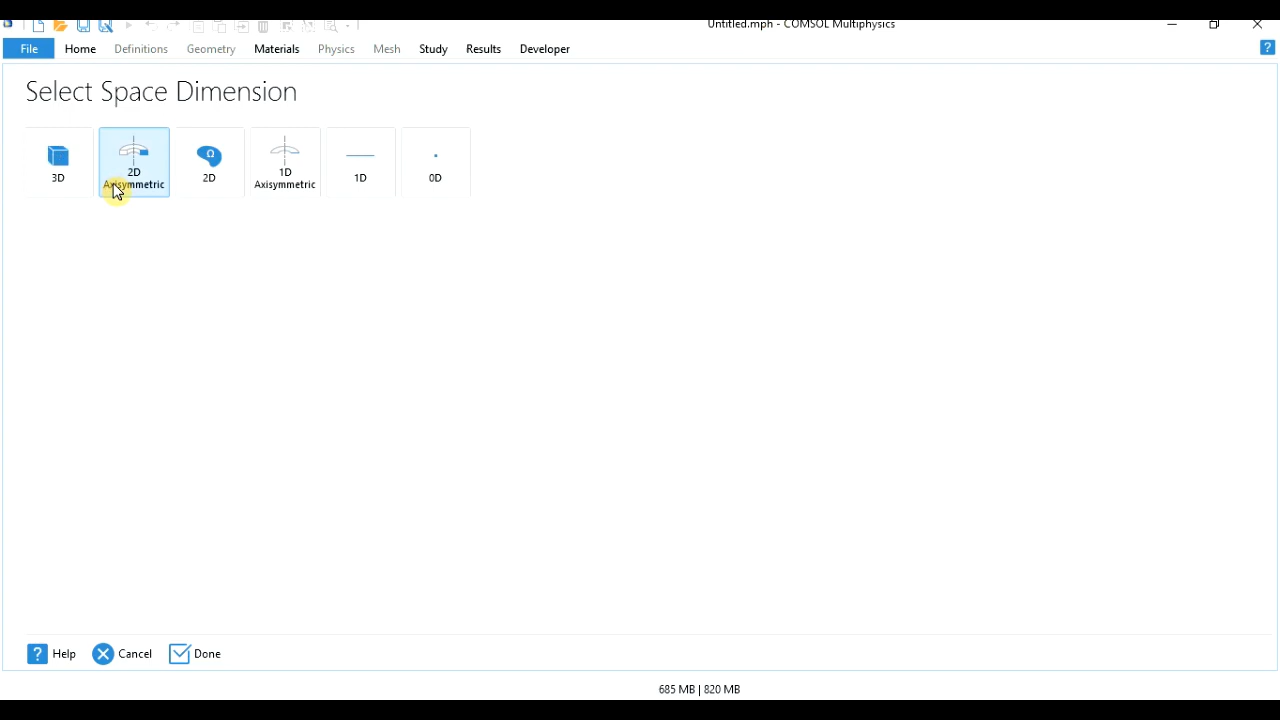 Untitled.mph - COMSOL Multiphysics
File Home Definitions Geometry Materials Physics Mesh Study Results Developer ?
Select Space Dimension
3D
2D
Axisymmetric
Ω
2D
1D
Axisymmetric
1D
0D
? Help Cancel Done
685 MB | 820 MB